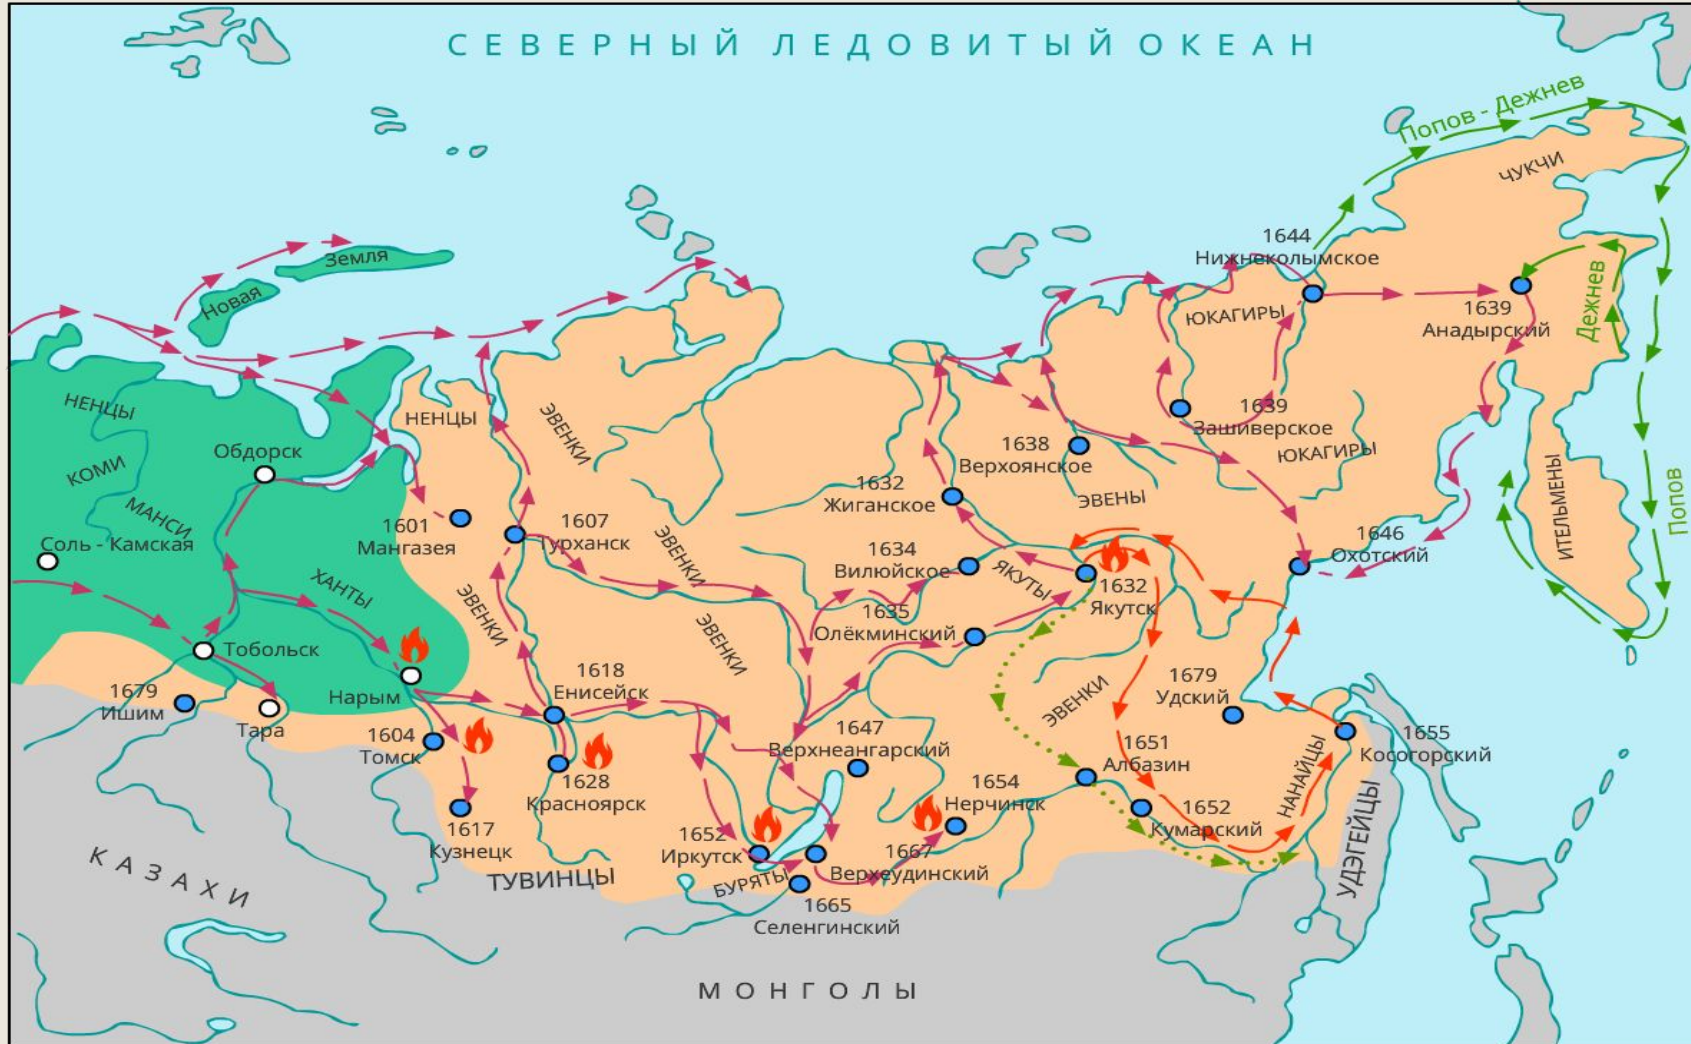 СЕВЕРНЫЙ ЛЕДОВИТЫЙ ОКЕАН
Попов - Дежнев
ЧУКЧИ
1644
Нижнеколымское
Новая
Земля
ЮКАГИРЫ
1639
Анадырский
Дежнев
Попов
НЕНЦЫ
КОМИ
МАНСИ
Обдорск
НЕНЦЫ
ЭВЕНКИ
1639
Зашиверское
1638
Верхоянское
ЮКАГИРЫ
1632
Жиганское
ЭВЕНЫ
ИТЕЛЬМЕНЫ
Соль - Камская
1601
Мангазея
1607
Турханск
ЭВЕНКИ
1634
Вилюйское
ЯКУТЫ
1646
Охотский
ХАНТЫ
ЭВЕНКИ
ЭВЕНКИ
1635
Олёкминский
1632
Якутск
Тобольск
1618
Енисейск
ЭВЕНКИ
1679
Удский
1679
Ишим
Тара
Нарым
1604
Томск
1647
Верхнеангарский
1651
Албазин
1655
Косогорский
НАНАЙЦЫ
1628
Красноярск
1654
Нерчинск
1652
Кумарский
1617
Кузнецк
1652
Иркутск
1667
Верхеудинский
УДЭГЕЙЦЫ
КАЗАХИ
ТУВИНЦЫ
БУРЯТЫ
1665
Селенгинский
МОНГОЛЫ